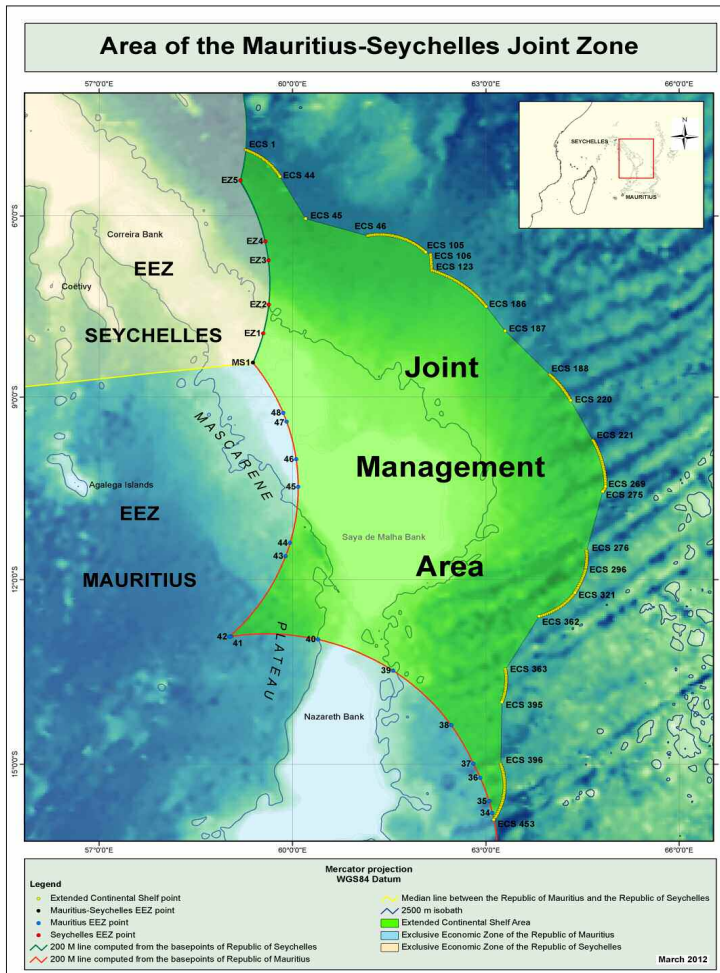 Area of the Mauritius-Seychelles Joint Zone
57°0'0"E 60°0'0"E 63°0'0"E 66°0'0"E
SEYCHELLES
MAURITIUS
ECS 1
ECS 44
EZ5
ECS 45
6°0'0"S
ECS 46
Correira Bank
EZ4
ECS 105
ECS 106
EZ3
ECS 123
EEZ
Coëtivy
EZ2
ECS 186
EZ1
ECS 187
SEYCHELLES
MS1
Joint
ECS 188
9°0'0"S
ECS 220
48
47
MASCARENE
ECS 221
46
Management
45
ECS 269
ECS 275
Agalega Islands
EEZ
Saya de Malha Bank
44
43
ECS 276
Area
ECS 296
MAURITIUS
12°0'0"S
ECS 321
ECS 362
42
41
40
PLATEAU
39
ECS 363
ECS 395
Nazareth Bank
38
15°0'0"S
37
ECS 396
36
35
34
ECS 453
57°0'0"E 60°0'0"E 63°0'0"E 66°0'0"E
Mercator projection
WGS84 Datum
Legend
Extended Continental Shelf point
Mauritius-Seychelles EEZ point
Mauritius EEZ point
Seychelles EEZ point
200 M line computed from the basepoints of Republic of Seychelles
200 M line computed from the basepoints of Republic of Mauritius
Median line between the Republic of Mauritius and the Republic of Seychelles
2500 m isobath
Extended Continental Shelf Area
Exclusive Economic Zone of the Republic of Mauritius
Exclusive Economic Zone of the Republic of Seychelles
March 2012